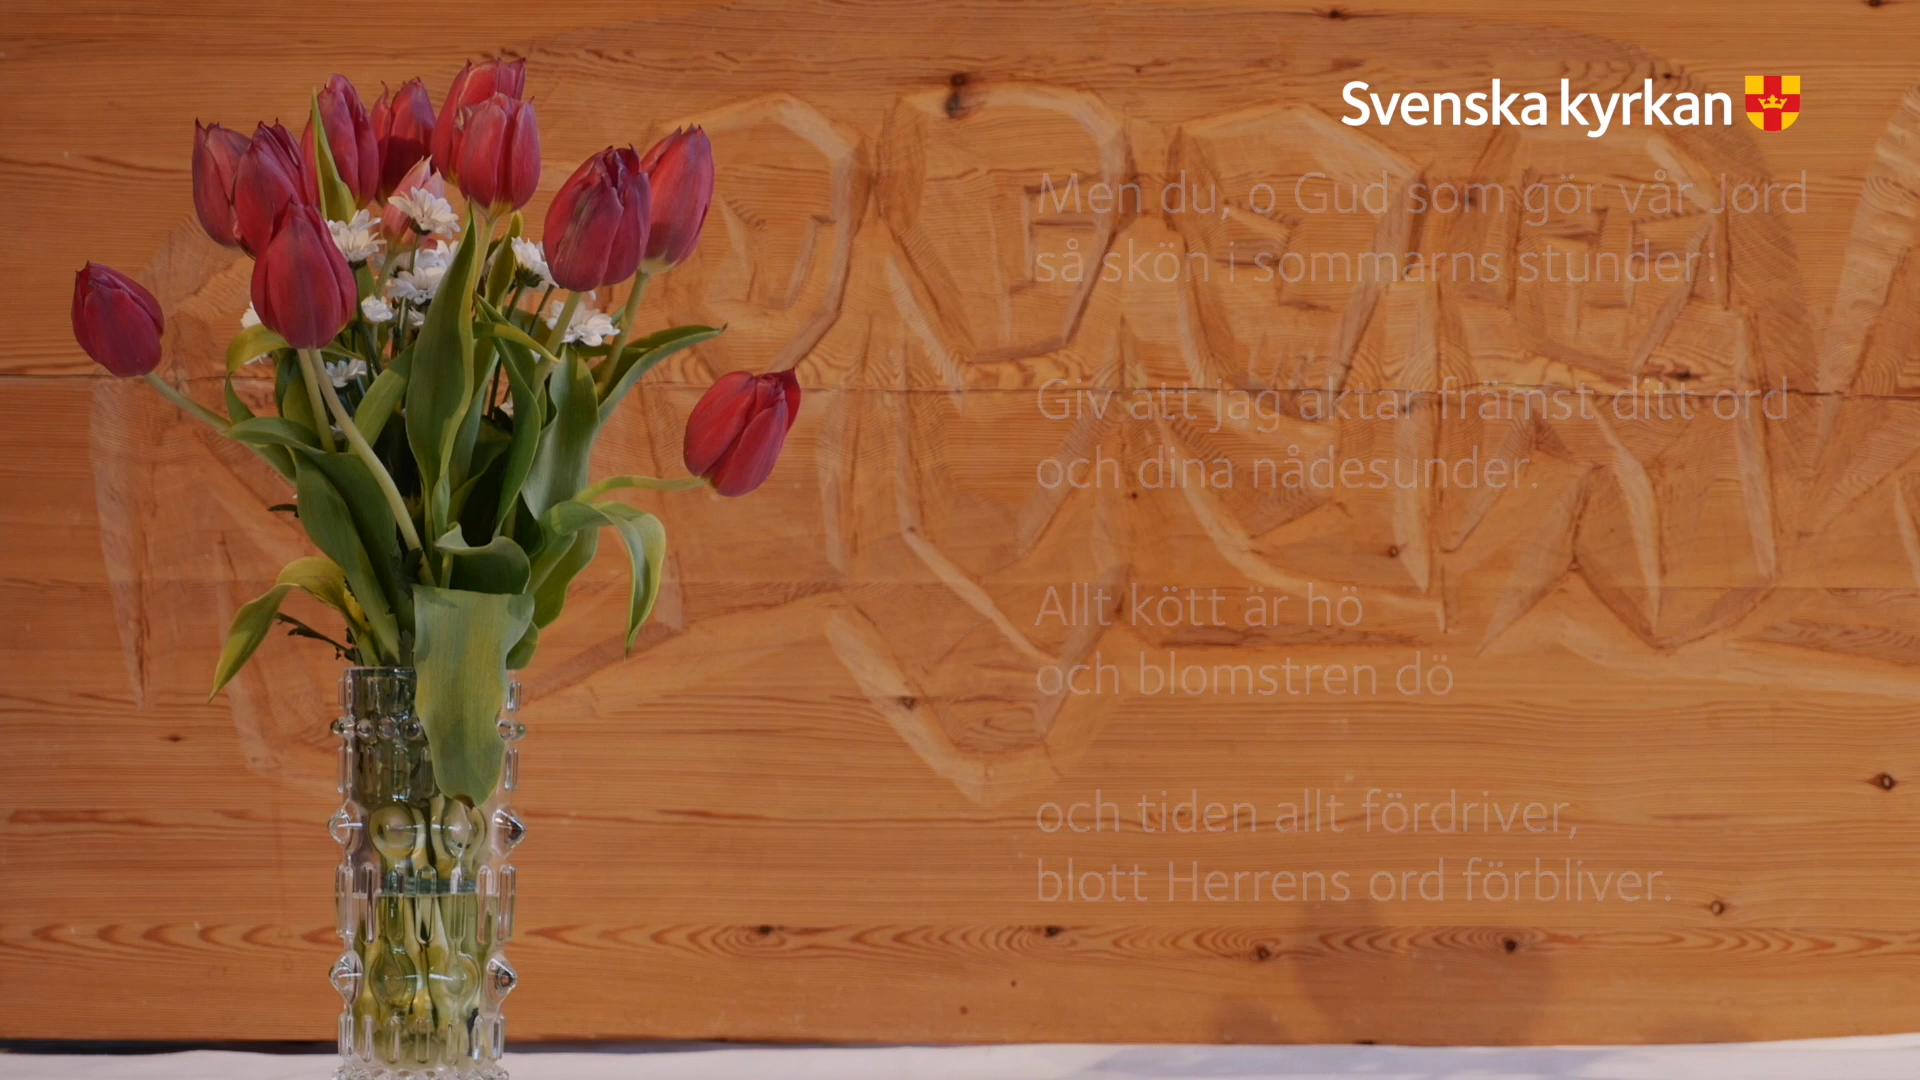 Svenska kyrkan
Men du, o Gud som gör vår Jord
så skön i sommarns stunder:
Giv att jag aktar främst ditt ord
och dina nådesunder.
Allt kött är hö
och blomstren dö
och tiden allt fördriver,
blott Herrens ord förbliver.